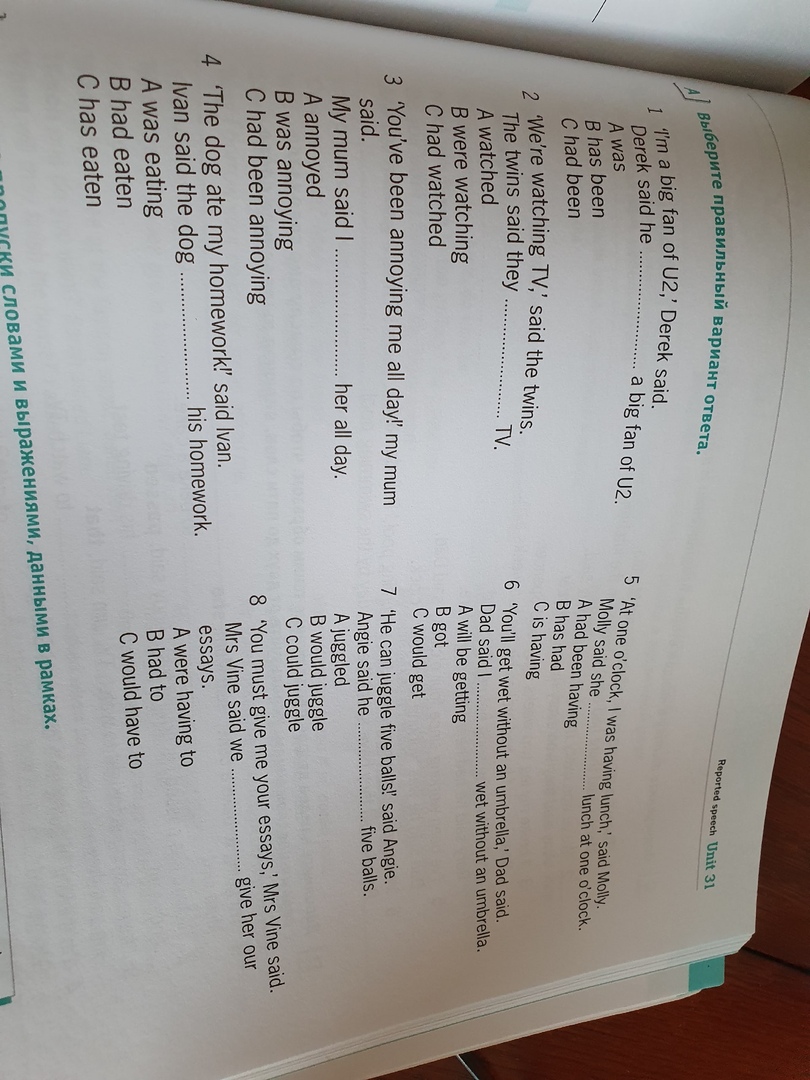 Reported speech Unit 31
A Выберите правильный вариант ответа.
1 ‘I’m a big fan of U2,’ Derek said.
Derek said he .............................. a big fan of U2.
A was
B has been
C had been
2 ‘We’re watching TV,’ said the twins.
The twins said they .............................. TV.
A watched
B were watching
C had watched
3 ‘You’ve been annoying me all day!’ my mum
said.
My mum said I .............................. her all day.
A annoyed
B was annoying
C had been annoying
4 ‘The dog ate my homework!’ said Ivan.
Ivan said the dog .............................. his homework.
A was eating
B had eaten
C has eaten
5 ‘At one o’clock, I was having lunch,’ said Molly.
Molly said she .............................. lunch at one o’clock.
A had been having
B has had
C is having
6 ‘You’ll get wet without an umbrella,’ Dad said.
Dad said I .............................. wet without an umbrella.
A will be getting
B got
C would get
7 ‘He can juggle five balls!’ said Angie.
Angie said he .............................. five balls.
A juggled
B would juggle
C could juggle
8 ‘You must give me your essays,’ Mrs Vine said.
Mrs Vine said we .............................. give her our
essays.
A were having to
B had to
C would have to
пропуски словами и выражениями, данными в рамках.